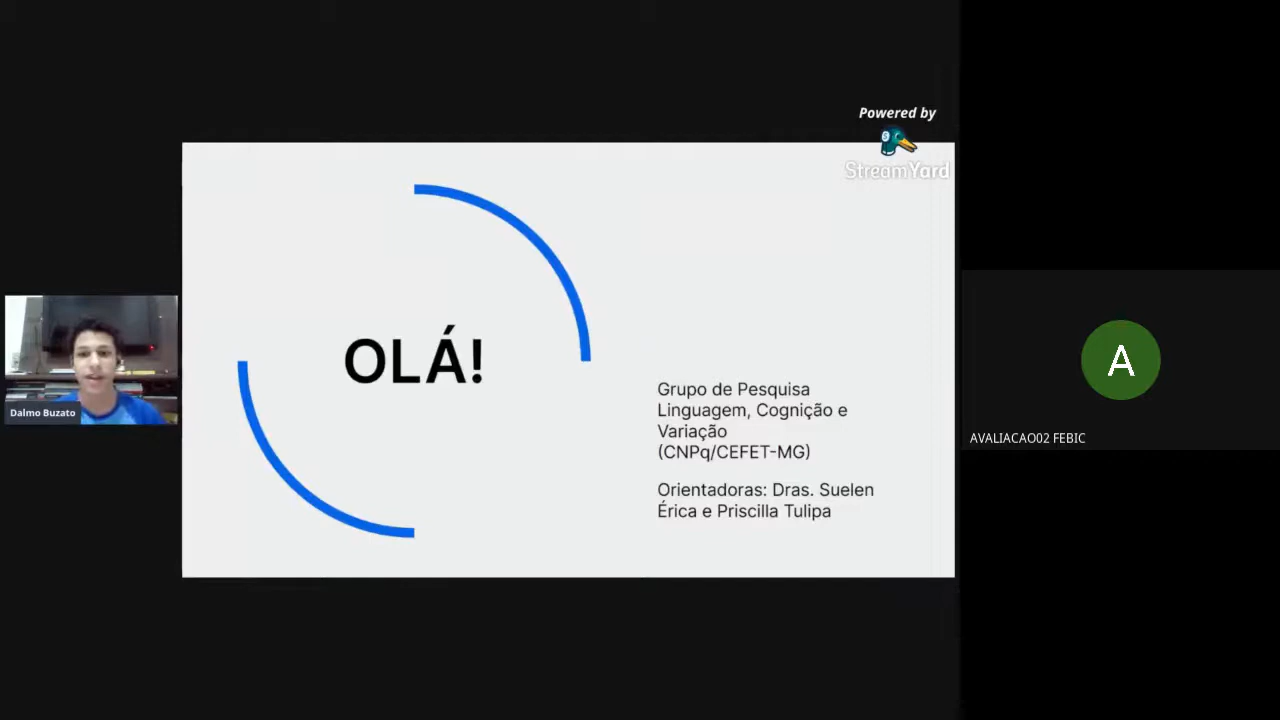 Powered by
StreamYard
OLÁ!
Grupo de Pesquisa
Linguagem, Cognição e
Variação
(CNPq/CEFET-MG)
Orientadoras: Dras. Suelen
Érica e Priscilla Tulipa
Dalmo Buzato
A
AVALIACAO02 FEBIC